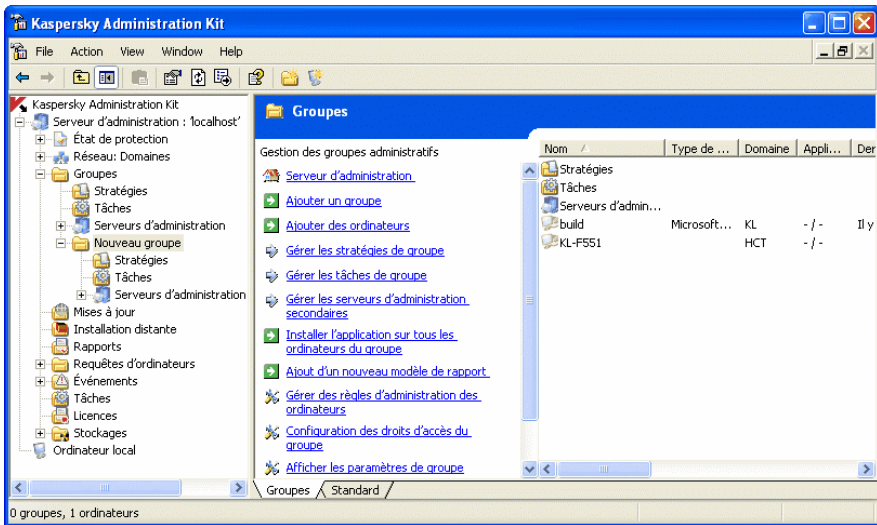 Kaspersky Administration Kit
File Action View Window Help
Kaspersky Administration Kit
Serveur d'administration : 'localhost'
État de protection
Réseau: Domaines
Groupes
Stratégies
Tâches
Serveurs d'administration
Nouveau groupe
Stratégies
Tâches
Serveurs d'administration
Mises à jour
Installation distante
Rapports
Requêtes d'ordinateurs
Événements
Tâches
Licences
Stockages
Ordinateur local
Groupes
Gestion des groupes administratifs
Serveur d'administration
Ajouter un groupe
Ajouter des ordinateurs
Gérer les stratégies de groupe
Gérer les tâches de groupe
Gérer les serveurs d'administration
secondaires
Installer l'application sur tous les
ordinateurs du groupe
Ajout d'un nouveau modèle de rapport
Gérer des règles d'administration des
ordinateurs
Configuration des droits d'accès du
groupe
Afficher les paramètres de groupe
Nom Type de ... Domaine Appli... Der
Stratégies
Tâches
Serveurs d'admin...
build Microsoft... KL - / - Il y
KL-F551 HCT - / -
Groupes Standard
0 groupes, 1 ordinateurs